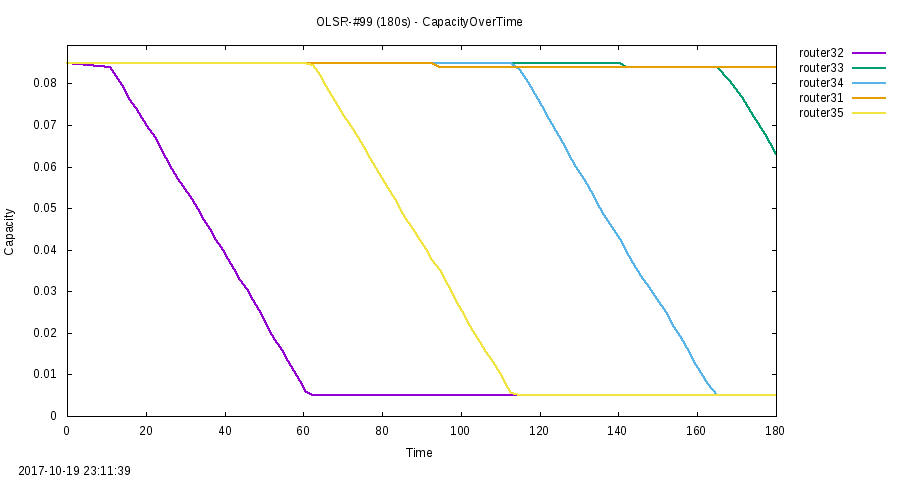 OLSR-#99 (180s) - CapacityOverTime
router32
router33
router34
router31
router35
Capacity
0.08
0.07
0.06
0.05
0.04
0.03
0.02
0.01
0
0 20 40 60 80 100 120 140 160 180
Time
2017-10-19 23:11:39